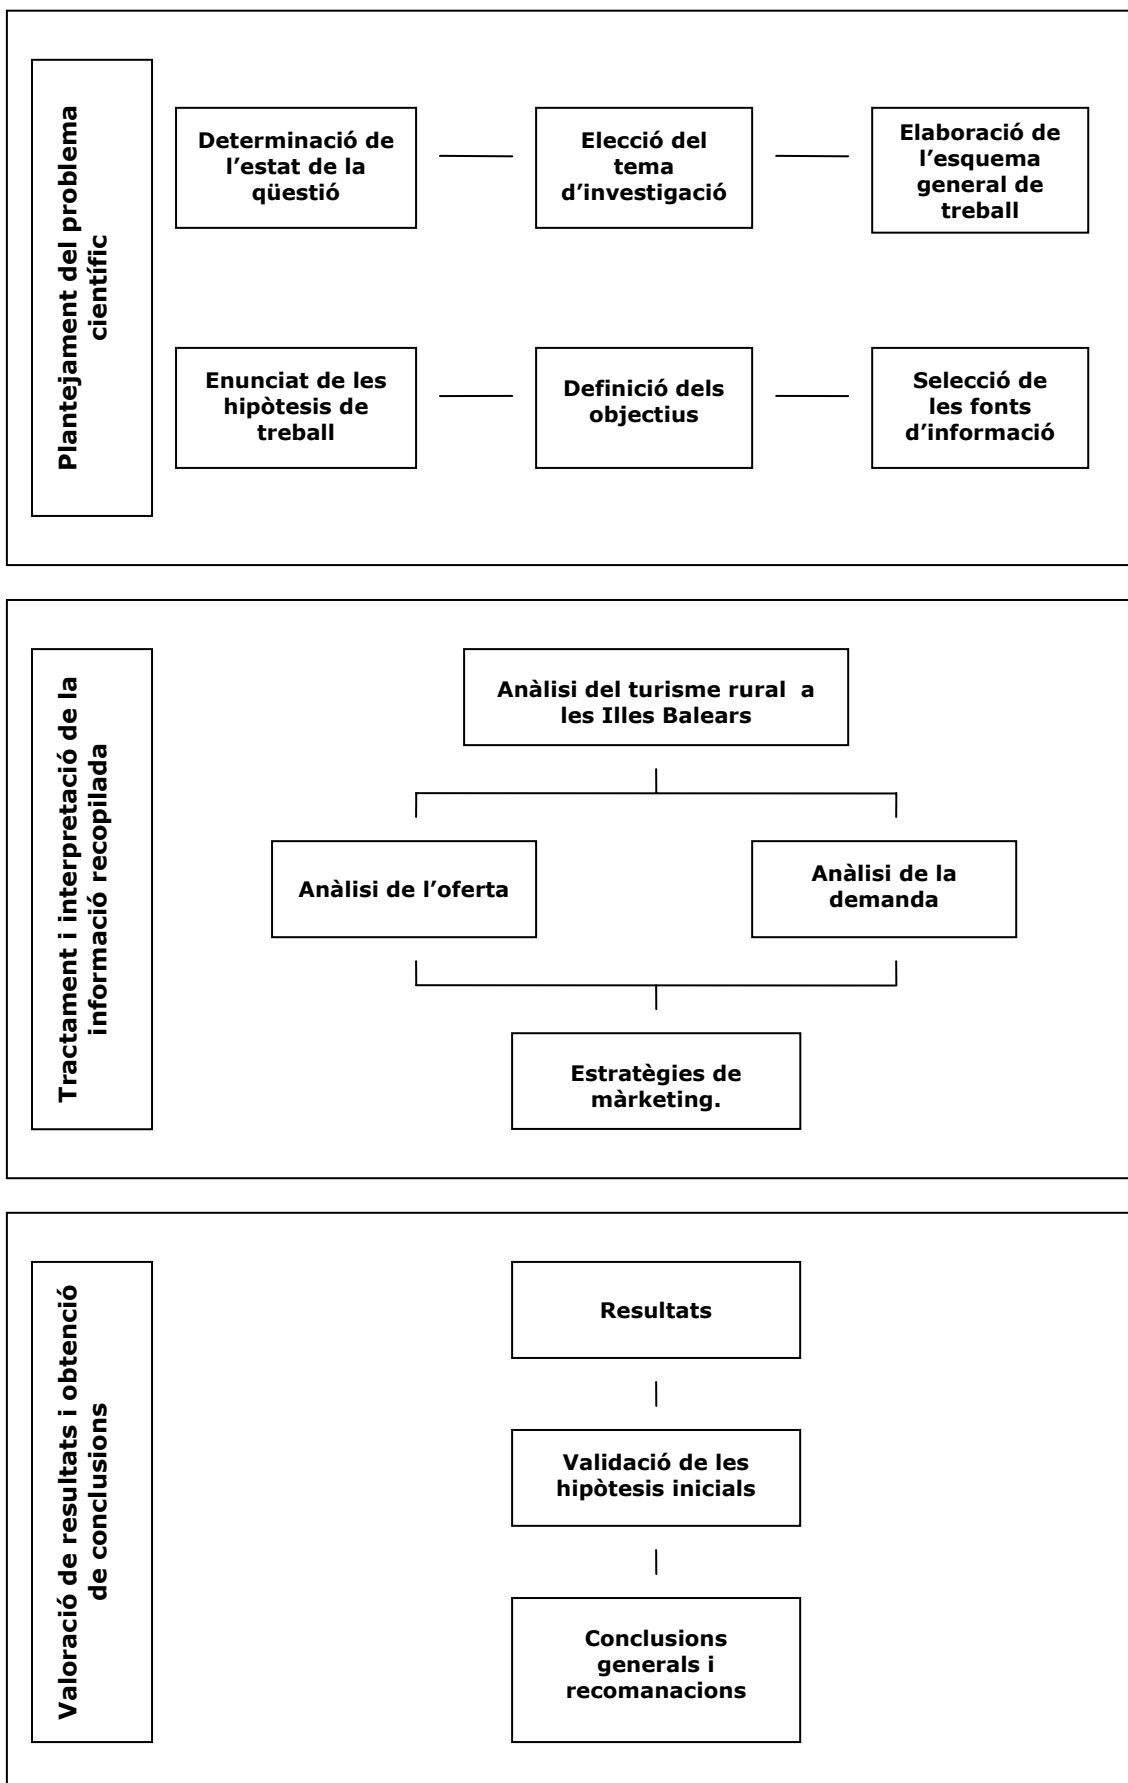 Plantejament del problema
científic
Determinació de
l’estat de la
qüestió
Elecció del
tema
d’investigació
Elaboració de
l’esquema
general de
treball
Enunciat de les
hipòtesis de
treball
Definició dels
objectius
Selecció de
les fonts
d’informació
Tractament i interpretació de la
informació recopilada
Anàlisi del turisme rural  a
les Illes Balears
Anàlisi de l’oferta
Anàlisi de la
demanda
Estratègies de
màrketing.
Valoració de resultats i obtenció
de conclusions
Resultats
Validació de les
hipòtesis inicials
Conclusions
generals i
recomanacions